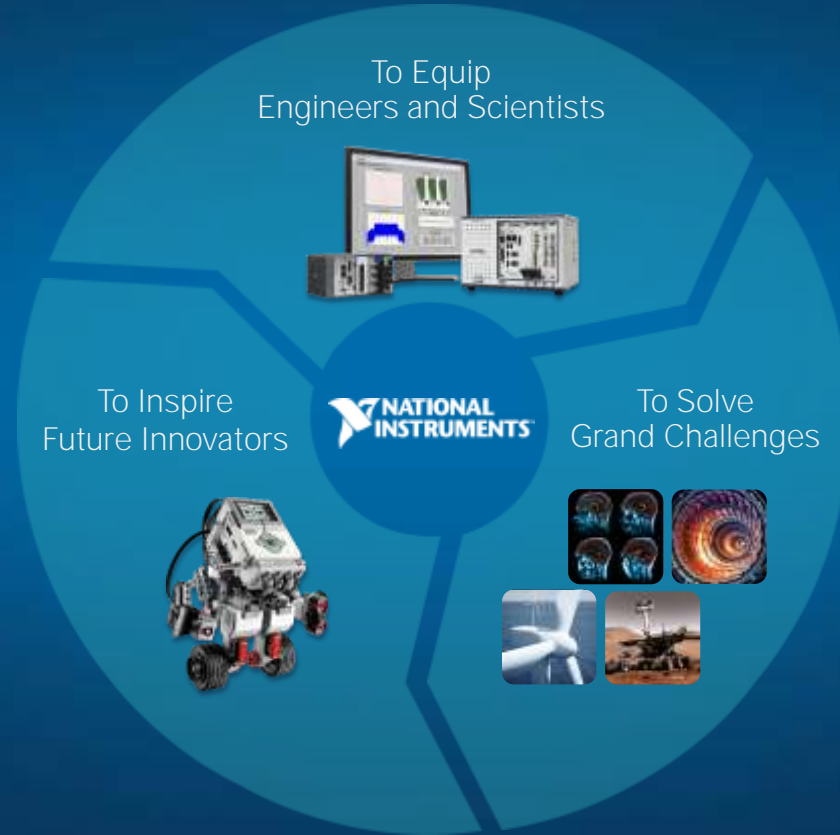 To Equip
Engineers and Scientists
To Inspire
Future Innovators
NATIONAL
INSTRUMENTS
To Solve
Grand Challenges